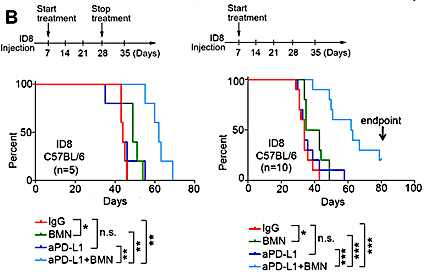 B
Start treatment
Stop treatment
ID8 Injection
7 14 21 28 35 (Days)
Percent
100
50
0
ID8
C57BL/6
(n=5)
0 20 40 60 80
Days
IgG
BMN
aPD-L1
aPD-L1+BMN
*
n.s.
**
**
**
Start treatment
ID8 Injection
7 14 21 28 35 (Days)
Percent
100
50
0
ID8
C57BL/6
(n=10)
endpoint
0 20 40 60 80 100
Days
IgG
BMN
aPD-L1
aPD-L1+BMN
*
n.s.
***
***
***